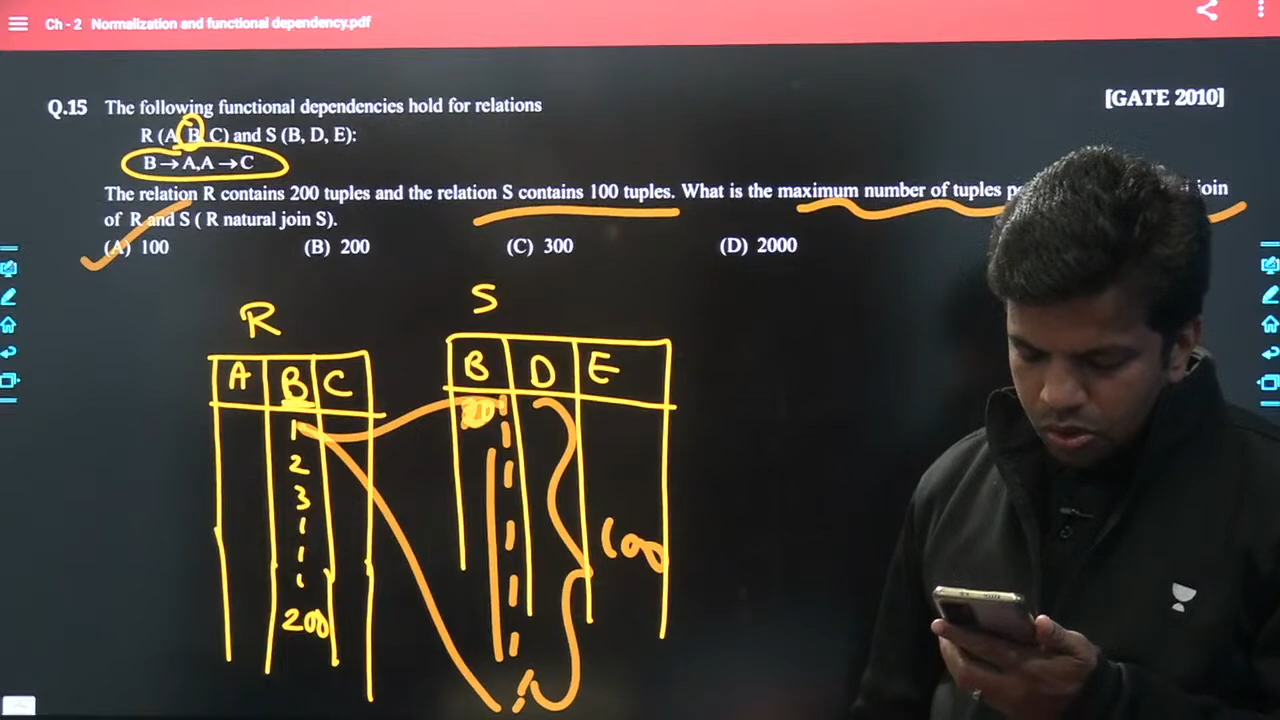 Ch - 2 Normalization and functional dependency.pdf
Q.15 The following functional dependencies hold for relations [GATE 2010]
R (A, B, C) and S (B, D, E):
B → A, A → C
The relation R contains 200 tuples and the relation S contains 100 tuples. What is the maximum number of tuples join
of R and S ( R natural join S).
(A) 100 (B) 200 (C) 300 (D) 2000
R S
A B C B D E
1
2
3
200
100